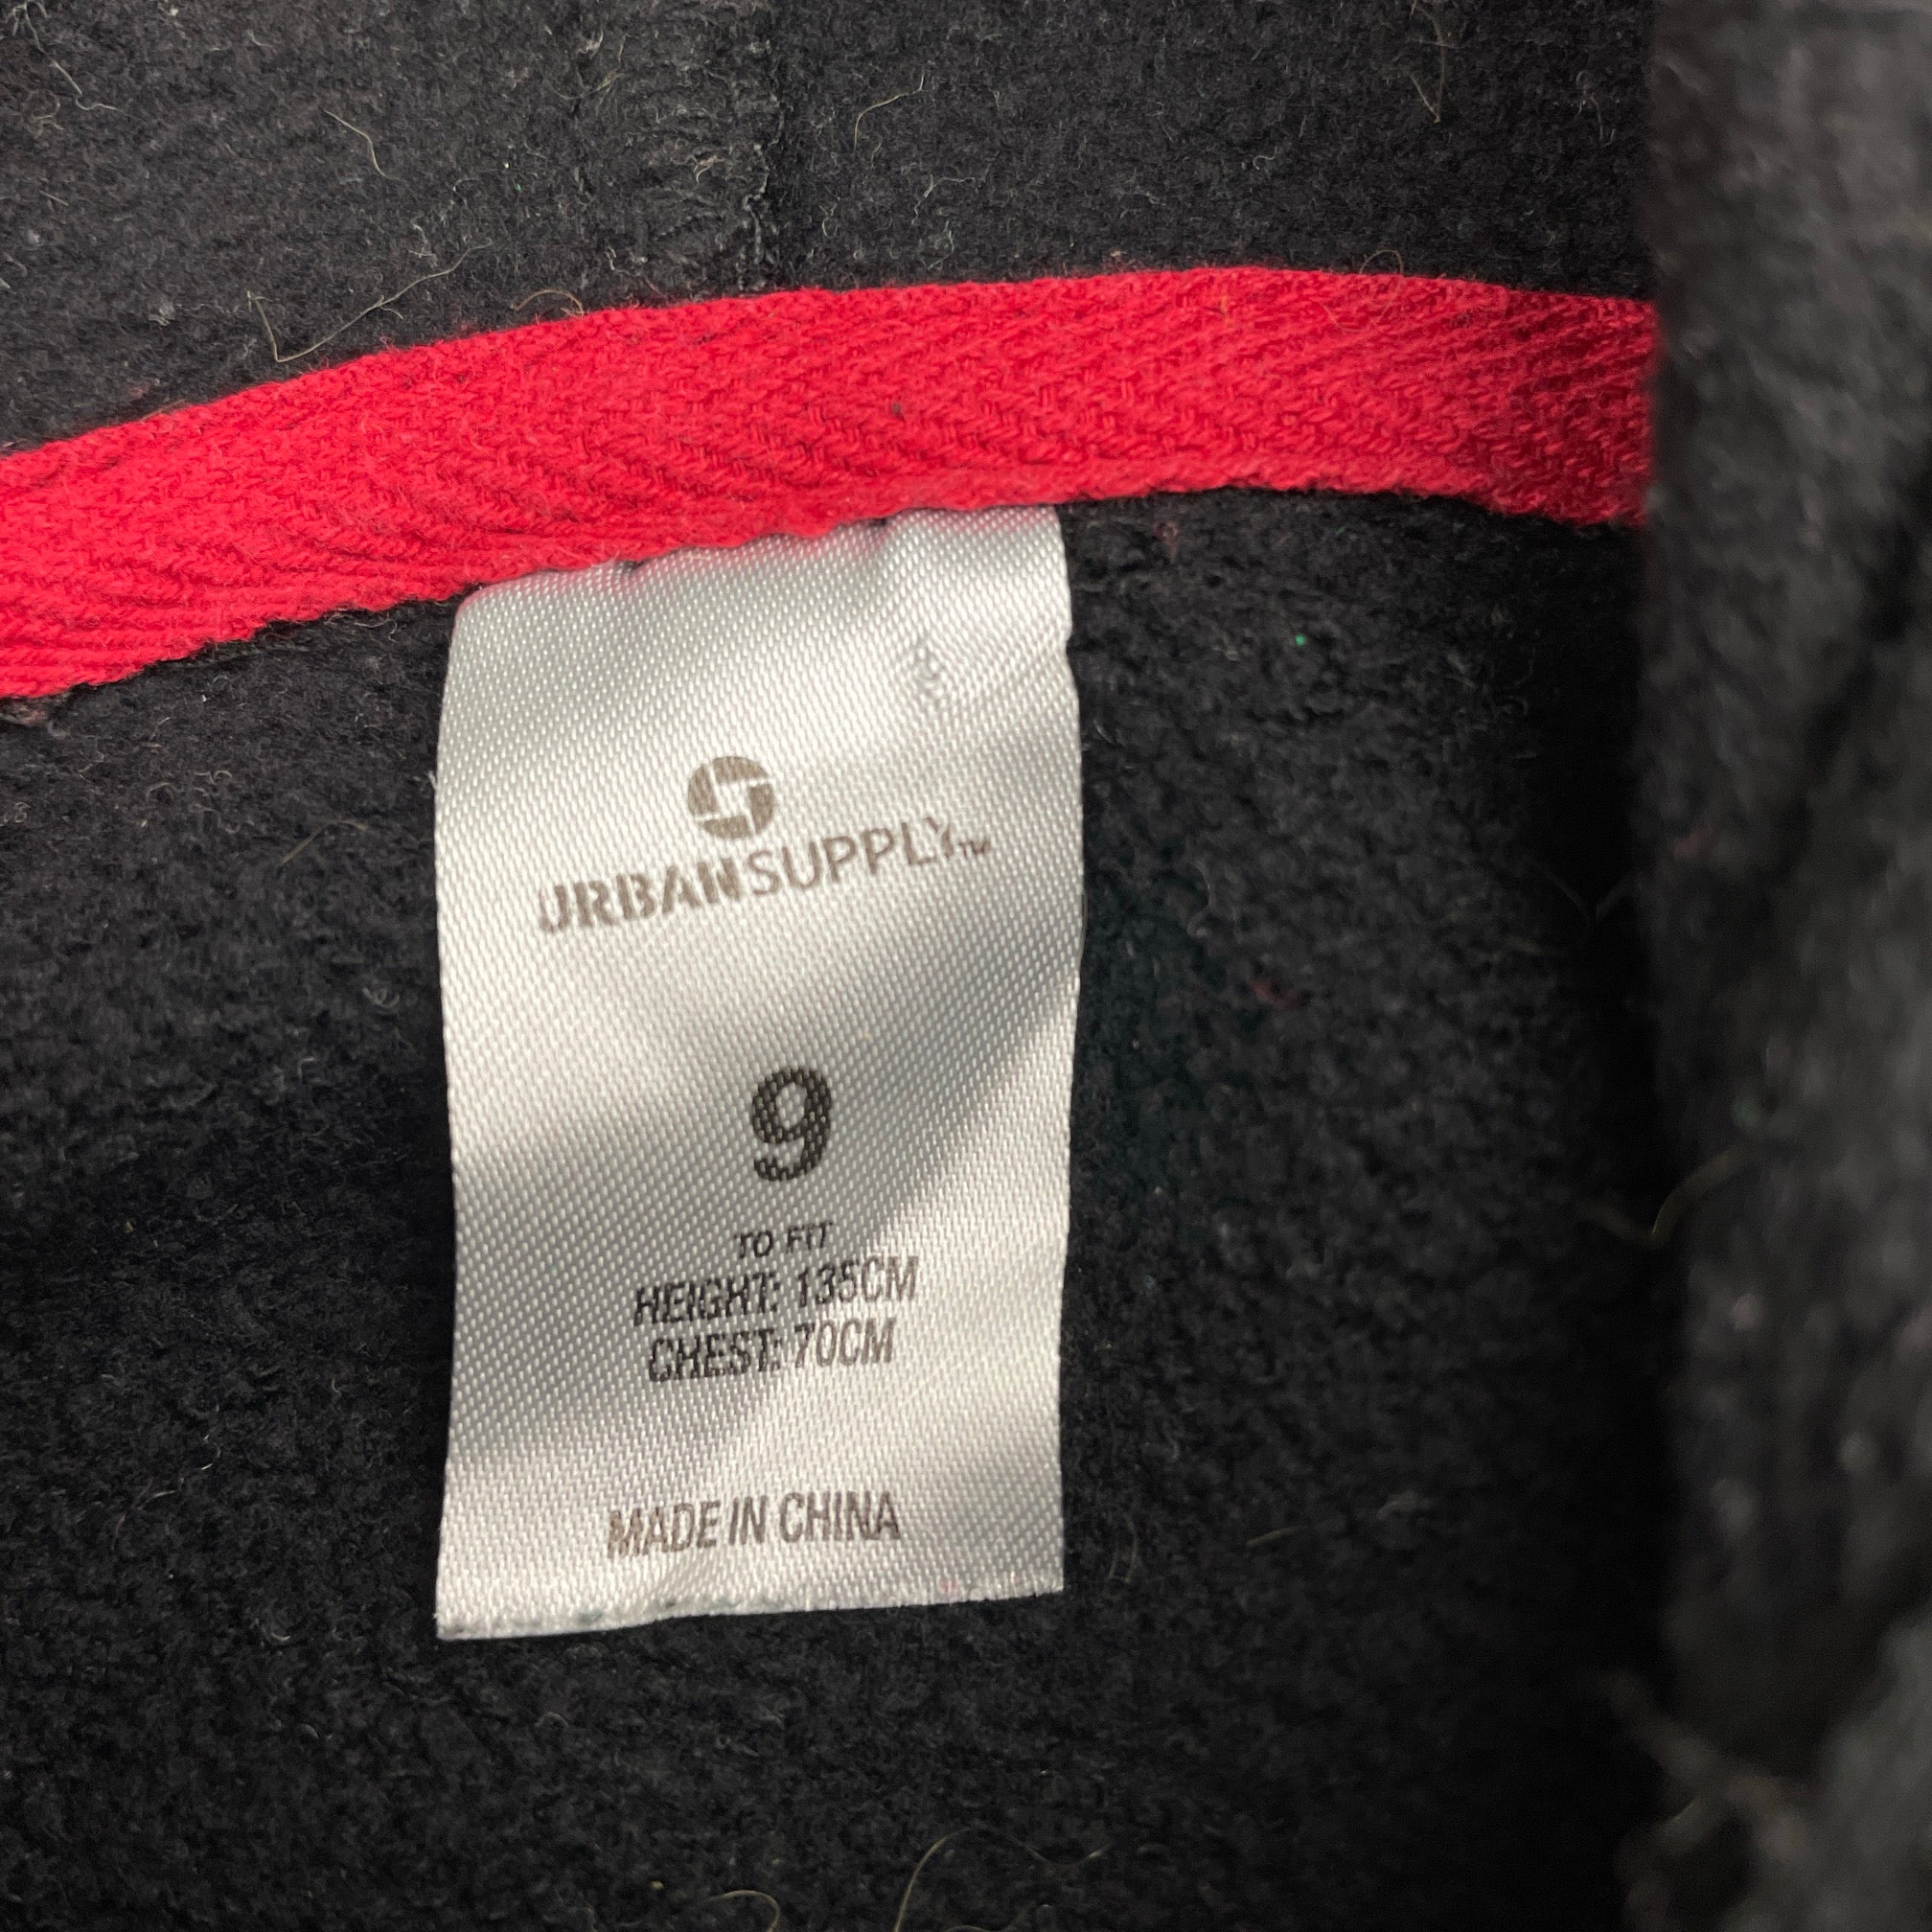 URBANSUPPLY™
9
TO FIT
HEIGHT: 135CM
CHEST: 70CM
MADE IN CHINA